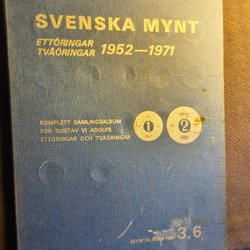 SVENSKA MYNT
ETTÖRINGAR
TVÅÖRINGAR 1952—1971
KOMPLETT SAMLINGSALBUM
FÖR GUSTAV VI ADOLFS
ETTÖRINGAR OCH TVÅÖRINGAR
1
2
3,6